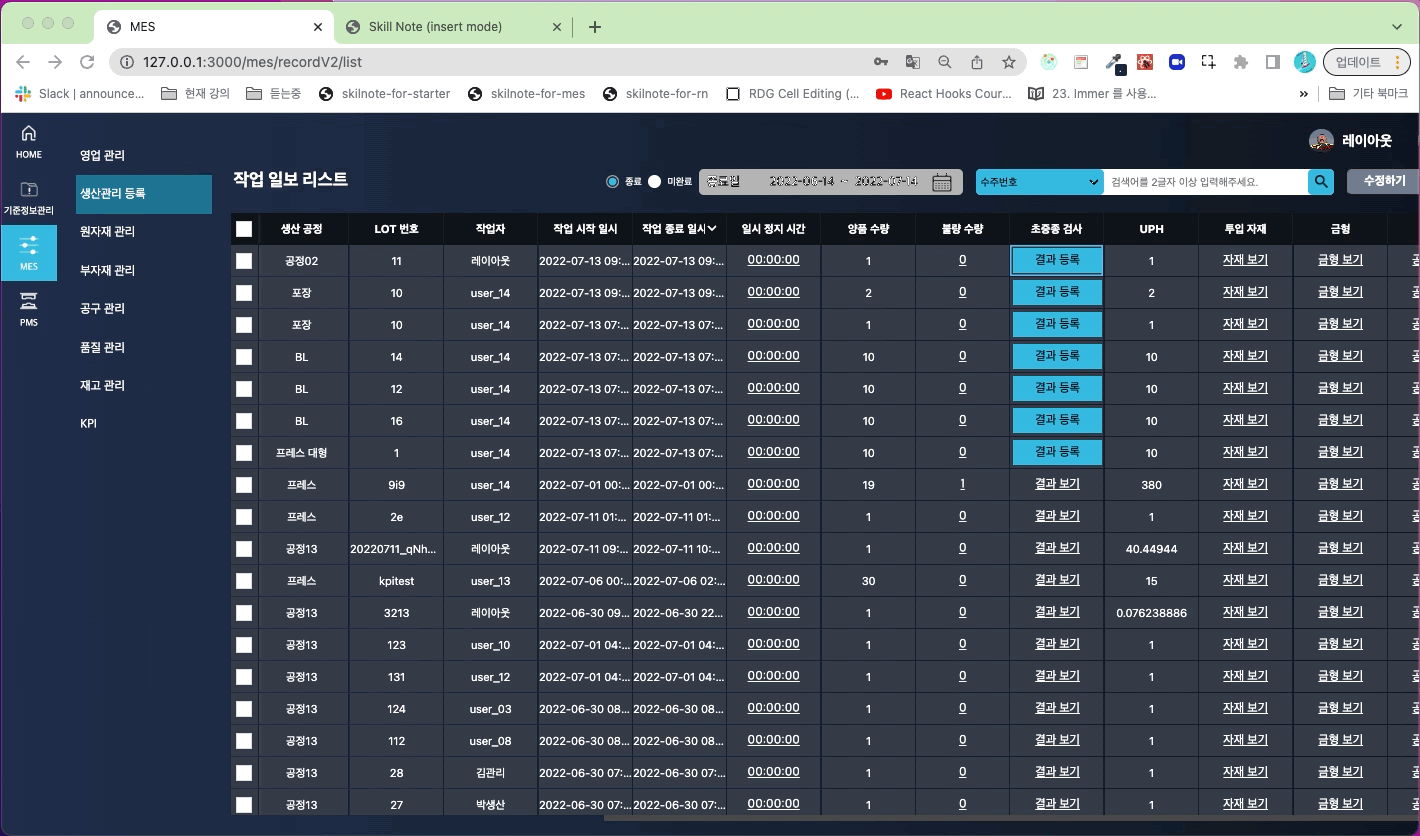 MES
Skill Note (insert mode)
127.0.0.1:3000/mes/recordV2/list
업데이트
Slack | announce...
현재 강의
듣는중
skilnote-for-starter
skilnote-for-mes
skilnote-for-rn
RDG Cell Editing (...
React Hooks Cour...
23. Immer 를 사용...
»
기타 북마크
HOME
기준정보관리
MES
PMS
영업 관리
생산관리 등록
원자재 관리
부자재 관리
공구 관리
품질 관리
재고 관리
KPI
레이아웃
작업 일보 리스트
종료 미완료 종료일 2022-06-14 ~ 2022-07-14 수주번호 검색어를 2글자 이상 입력해주세요. 수정하기
생산 공정 LOT 번호 작업자 작업 시작 일시 작업 종료 일시 일시 정지 시간 양품 수량 불량 수량 초중종 검사 UPH 투입 자재 금형
공정02 11 레이아웃 2022-07-13 09:... 2022-07-13 09:... 00:00:00 1 0 결과 등록 1 자재 보기 금형 보기
포장 10 user_14 2022-07-13 09:... 2022-07-13 09:... 00:00:00 2 0 결과 등록 2 자재 보기 금형 보기
포장 10 user_14 2022-07-13 07:... 2022-07-13 07:... 00:00:00 1 0 결과 등록 1 자재 보기 금형 보기
BL 14 user_14 2022-07-13 07:... 2022-07-13 07:... 00:00:00 10 0 결과 등록 10 자재 보기 금형 보기
BL 12 user_14 2022-07-13 07:... 2022-07-13 07:... 00:00:00 10 0 결과 등록 10 자재 보기 금형 보기
BL 16 user_14 2022-07-13 07:... 2022-07-13 07:... 00:00:00 10 0 결과 등록 10 자재 보기 금형 보기
프레스 대형 1 user_14 2022-07-13 07:... 2022-07-13 07:... 00:00:00 10 0 결과 등록 10 자재 보기 금형 보기
프레스 9i9 user_14 2022-07-01 00:... 2022-07-01 00:... 00:00:00 19 1 결과 보기 380 자재 보기 금형 보기
프레스 2e user_12 2022-07-11 01:... 2022-07-11 01:... 00:00:00 1 0 결과 보기 1 자재 보기 금형 보기
공정13 20220711_qNh... 레이아웃 2022-07-11 09:... 2022-07-11 10:... 00:00:00 1 0 결과 보기 40.44944 자재 보기 금형 보기
프레스 kpitest user_13 2022-07-06 00:... 2022-07-06 02:... 00:00:00 30 0 결과 보기 15 자재 보기 금형 보기
공정13 3213 레이아웃 2022-06-30 09... 2022-06-30 22... 00:00:00 1 0 결과 보기 0.076238886 자재 보기 금형 보기
공정13 123 user_10 2022-07-01 04:... 2022-07-01 04:... 00:00:00 1 0 결과 보기 1 자재 보기 금형 보기
공정13 131 user_12 2022-07-01 04:... 2022-07-01 04:... 00:00:00 1 0 결과 보기 1 자재 보기 금형 보기
공정13 124 user_03 2022-06-30 08... 2022-06-30 08... 00:00:00 1 0 결과 보기 1 자재 보기 금형 보기
공정13 112 user_08 2022-06-30 08... 2022-06-30 08... 00:00:00 1 0 결과 보기 1 자재 보기 금형 보기
공정13 28 김관리 2022-06-30 07:... 2022-06-30 07:... 00:00:00 1 0 결과 보기 1 자재 보기 금형 보기
공정13 27 박생산 2022-06-30 07:... 2022-06-30 07:... 00:00:00 1 0 결과 보기 1 자재 보기 금형 보기